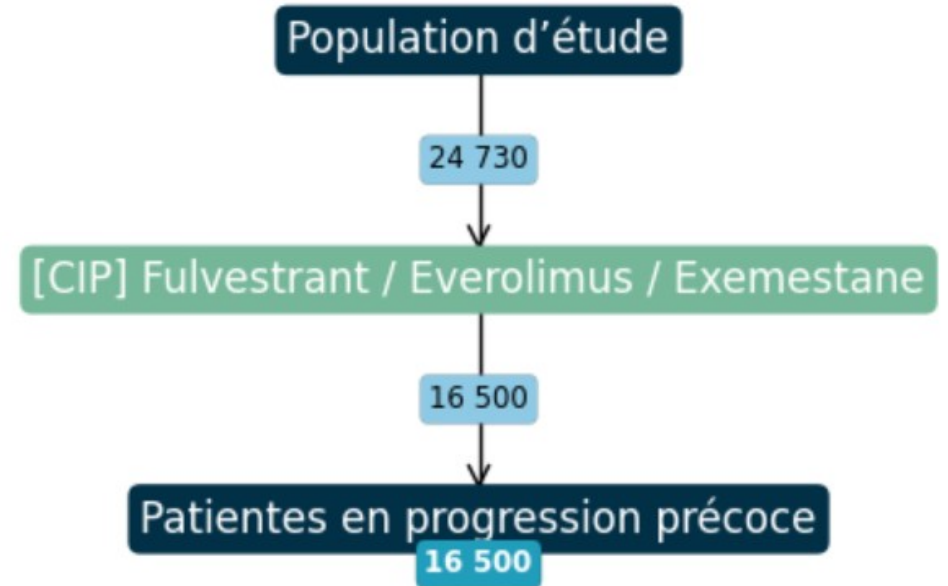 Population d’étude
24 730
[CIP] Fulvestrant / Everolimus / Exemestane
16 500
Patientes en progression précoce
16 500